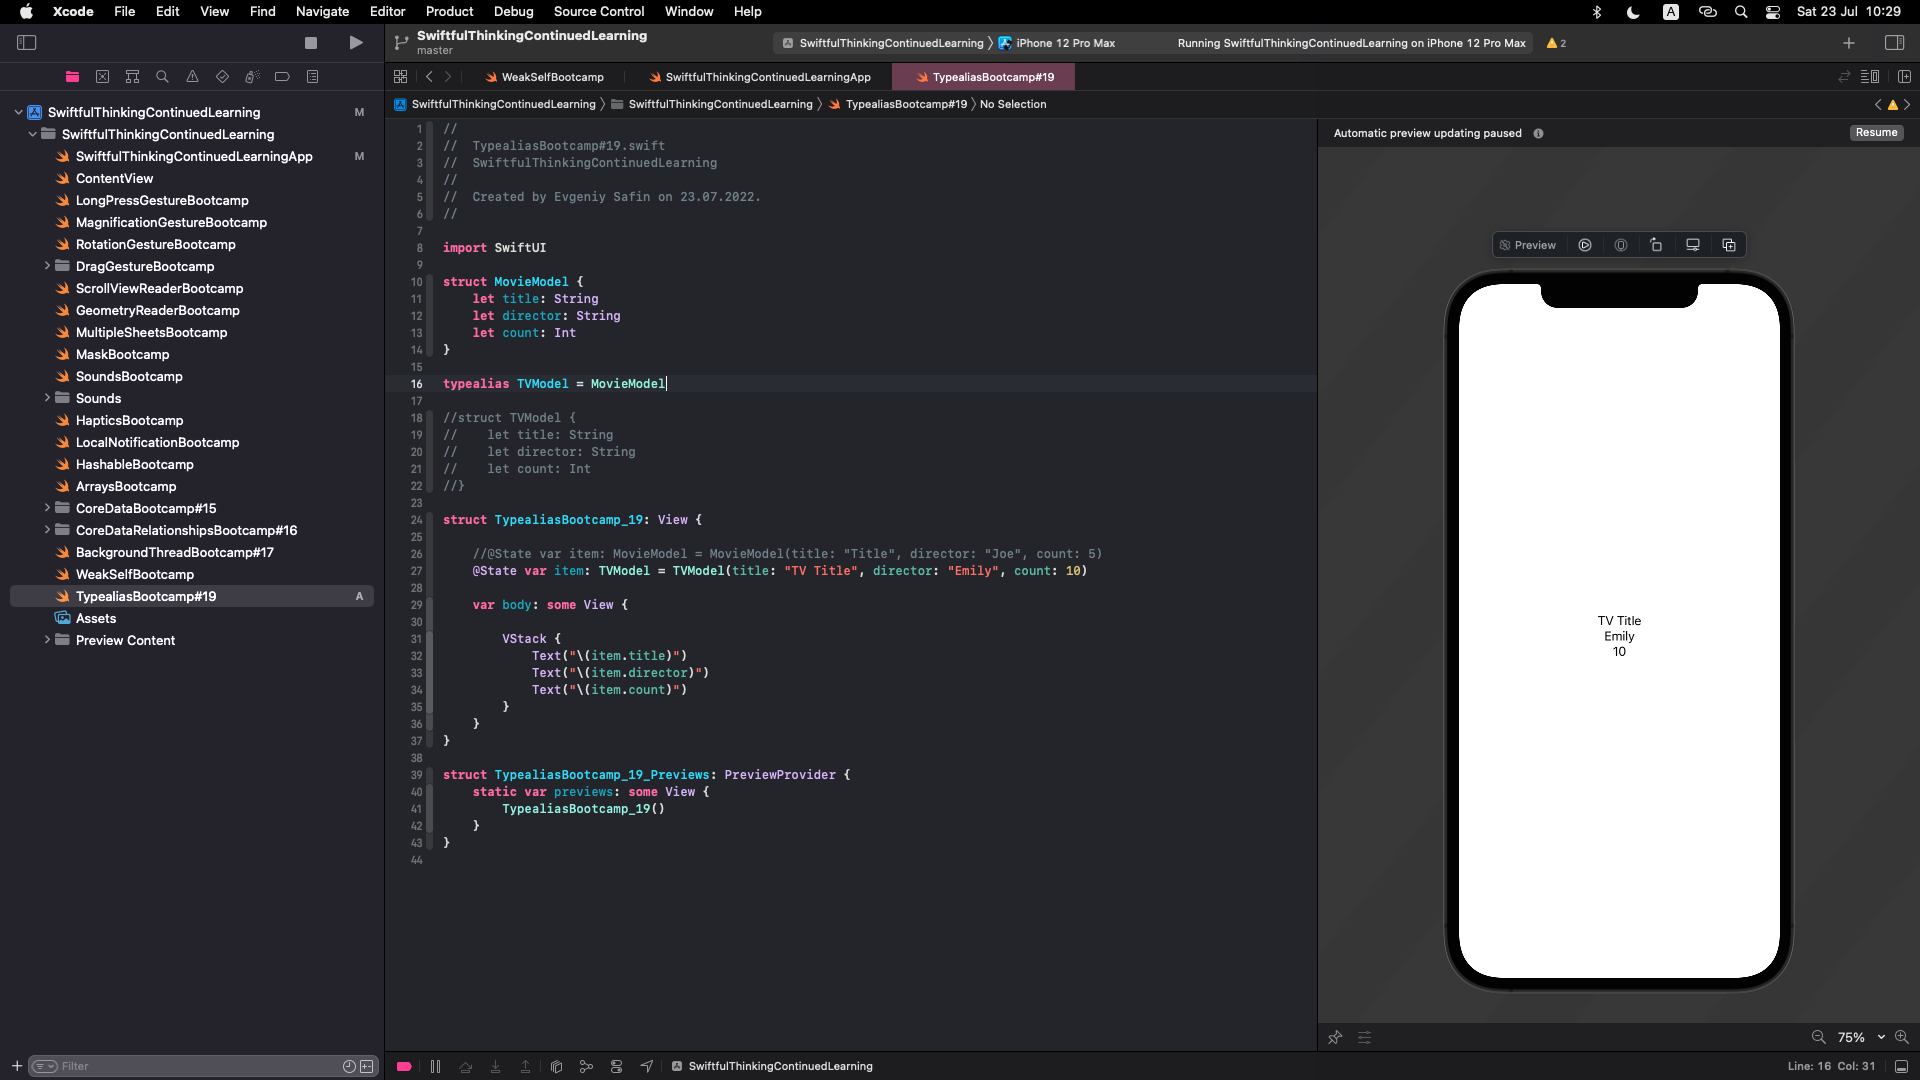 Xcode File Edit View Find Navigate Editor Product Debug Source Control Window Help A Sat 23 Jul 10:29
SwiftfulThinkingContinuedLearning
master
SwiftfulThinkingContinuedLearning iPhone 12 Pro Max Running SwiftfulThinkingContinuedLearning on iPhone 12 Pro Max 2
WeakSelfBootcamp SwiftfulThinkingContinuedLearningApp TypealiasBootcamp#19
SwiftfulThinkingContinuedLearning SwiftfulThinkingContinuedLearning TypealiasBootcamp#19 No Selection
SwiftfulThinkingContinuedLearning M
SwiftfulThinkingContinuedLearning
SwiftfulThinkingContinuedLearningApp M
ContentView
LongPressGestureBootcamp
MagnificationGestureBootcamp
RotationGestureBootcamp
DragGestureBootcamp
ScrollViewReaderBootcamp
GeometryReaderBootcamp
MultipleSheetsBootcamp
MaskBootcamp
SoundsBootcamp
Sounds
HapticsBootcamp
LocalNotificationBootcamp
HashableBootcamp
ArraysBootcamp
CoreDataBootcamp#15
CoreDataRelationshipsBootcamp#16
BackgroundThreadBootcamp#17
WeakSelfBootcamp
TypealiasBootcamp#19 A
Assets
Preview Content
Filter
1 //
2 //  TypealiasBootcamp#19.swift
3 //  SwiftfulThinkingContinuedLearning
4 //
5 //  Created by Evgeniy Safin on 23.07.2022.
6 //
7
8 import SwiftUI
9
10 struct MovieModel {
11     let title: String
12     let director: String
13     let count: Int
14 }
15
16 typealias TVModel = MovieModel
17
18 //struct TVModel {
19 //    let title: String
20 //    let director: String
21 //    let count: Int
22 //}
23
24 struct TypealiasBootcamp_19: View {
25
26     //@State var item: MovieModel = MovieModel(title: "Title", director: "Joe", count: 5)
27     @State var item: TVModel = TVModel(title: "TV Title", director: "Emily", count: 10)
28
29     var body: some View {
30
31         VStack {
32             Text("\(item.title)")
33             Text("\(item.director)")
34             Text("\(item.count)")
35         }
36     }
37 }
38
39 struct TypealiasBootcamp_19_Previews: PreviewProvider {
40     static var previews: some View {
41         TypealiasBootcamp_19()
42     }
43 }
44
Automatic preview updating paused Resume
Preview
TV Title
Emily
10
75%
SwiftfulThinkingContinuedLearning
Line: 16 Col: 31